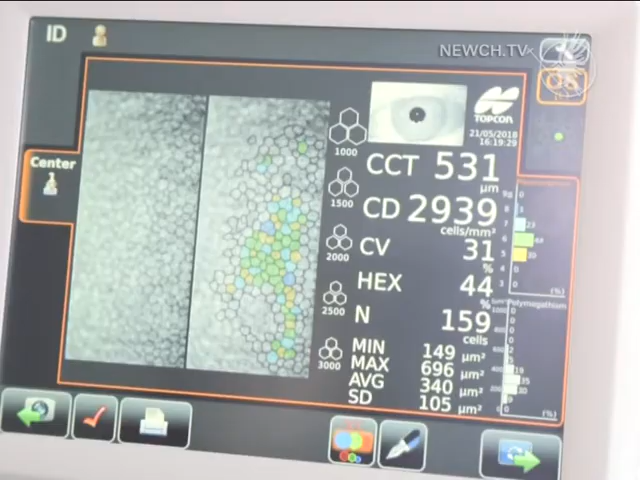 ID
NEWCH.TV
OS
Center
TOPCON
21/05/2018
16:19:29
1000
1500
2000
2500
3000
CCT 531
μm
CD 2939
cells/mm²
CV 31
%
HEX 44
%
N 159
cells
MIN 149 μm²
MAX 696 μm²
AVG 340 μm²
SD 105 μm²
(%)
(%)